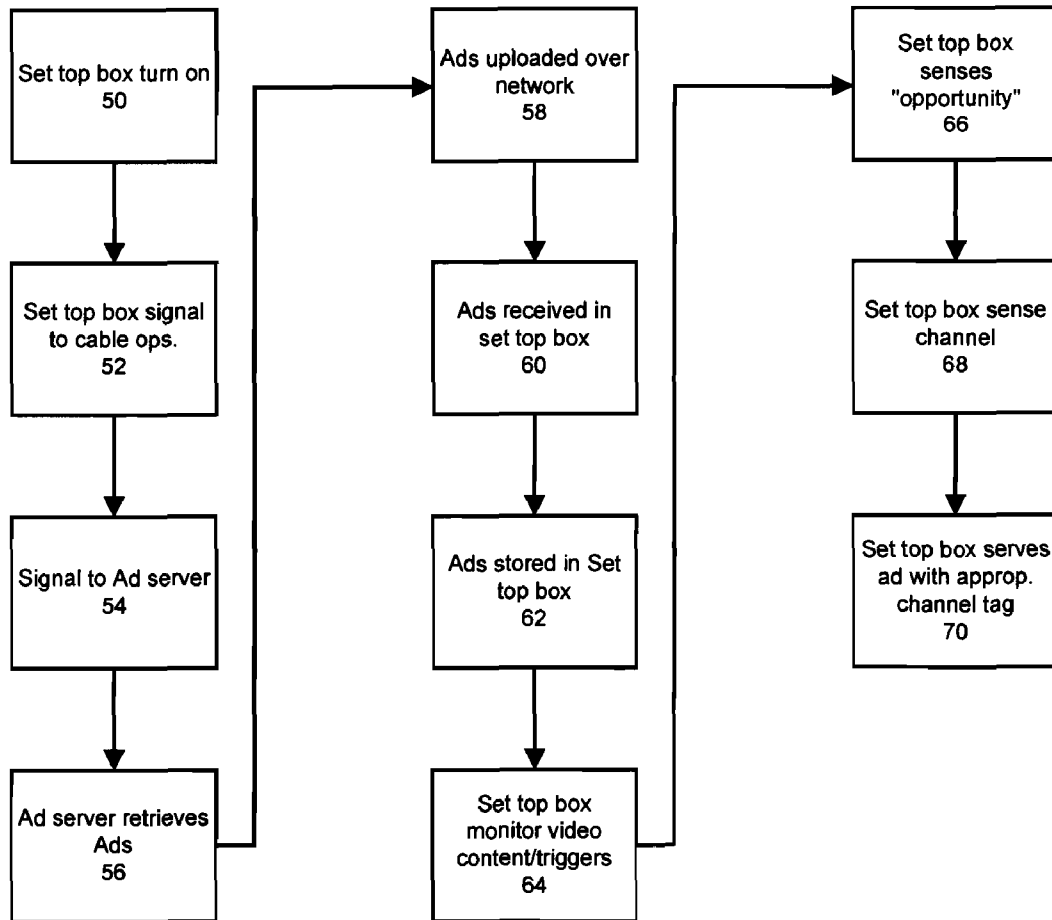 Set top box turn on
50
Set top box signal
to cable ops.
52
Signal to Ad server
54
Ad server retrieves
Ads
56
Ads uploaded over
network
58
Ads received in
set top box
60
Ads stored in Set
top box
62
Set top box
monitor video
content/triggers
64
Set top box
senses
"opportunity"
66
Set top box sense
channel
68
Set top box serves
ad with approp.
channel tag
70